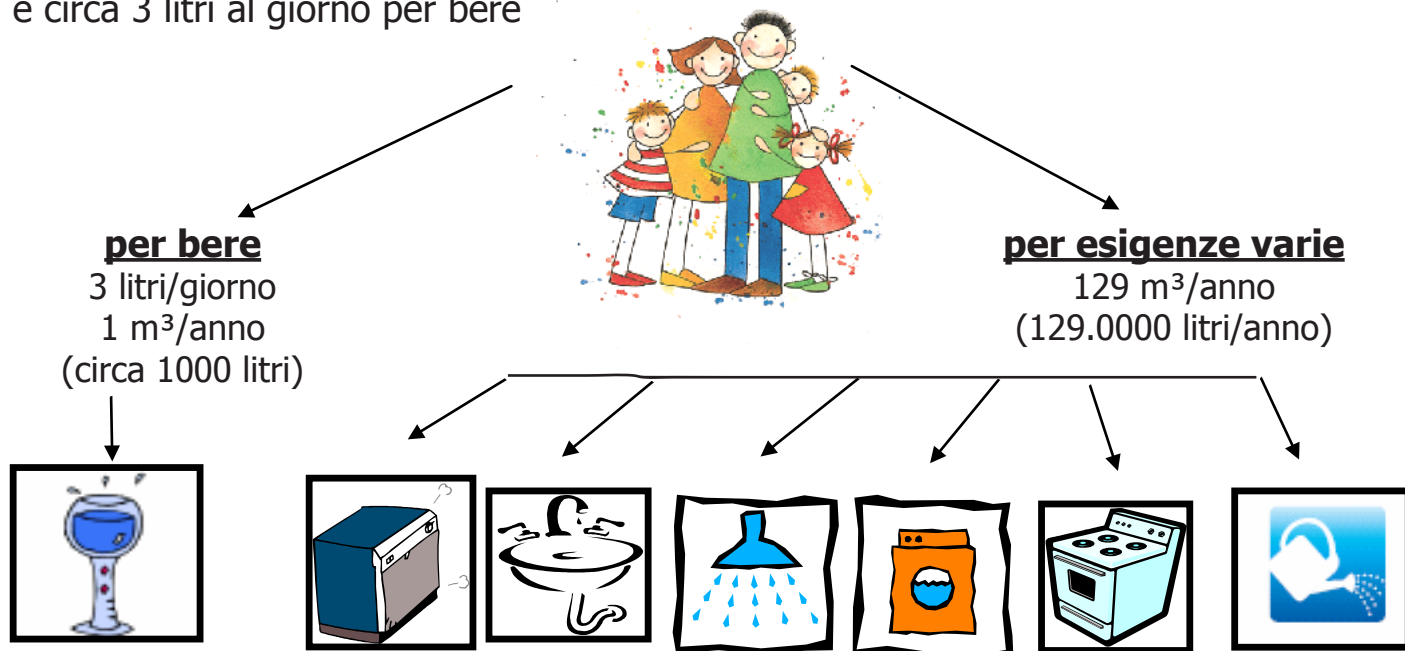 e circa 3 litri al giorno per bere
per bere
3 litri/giorno
1 m³/anno
(circa 1000 litri)
per esigenze varie
129 m³/anno
(129.0000 litri/anno)